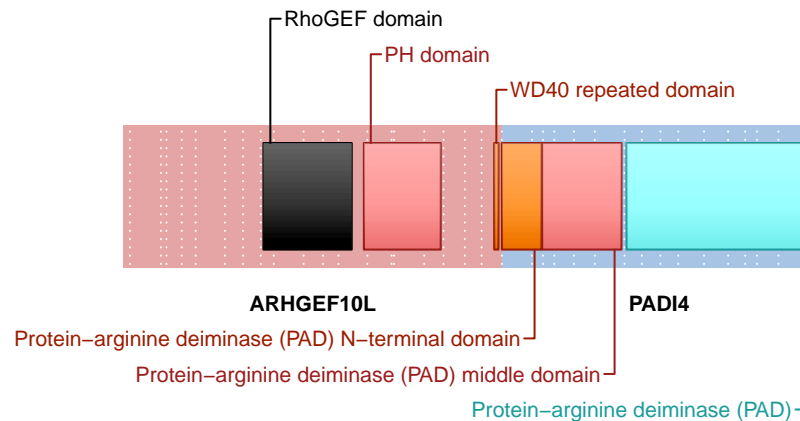 RhoGEF domain
PH domain
WD40 repeated domain
ARHGEF10L PADI4
Protein−arginine deiminase (PAD) N−terminal domain
Protein−arginine deiminase (PAD) middle domain
Protein−arginine deiminase (PAD)